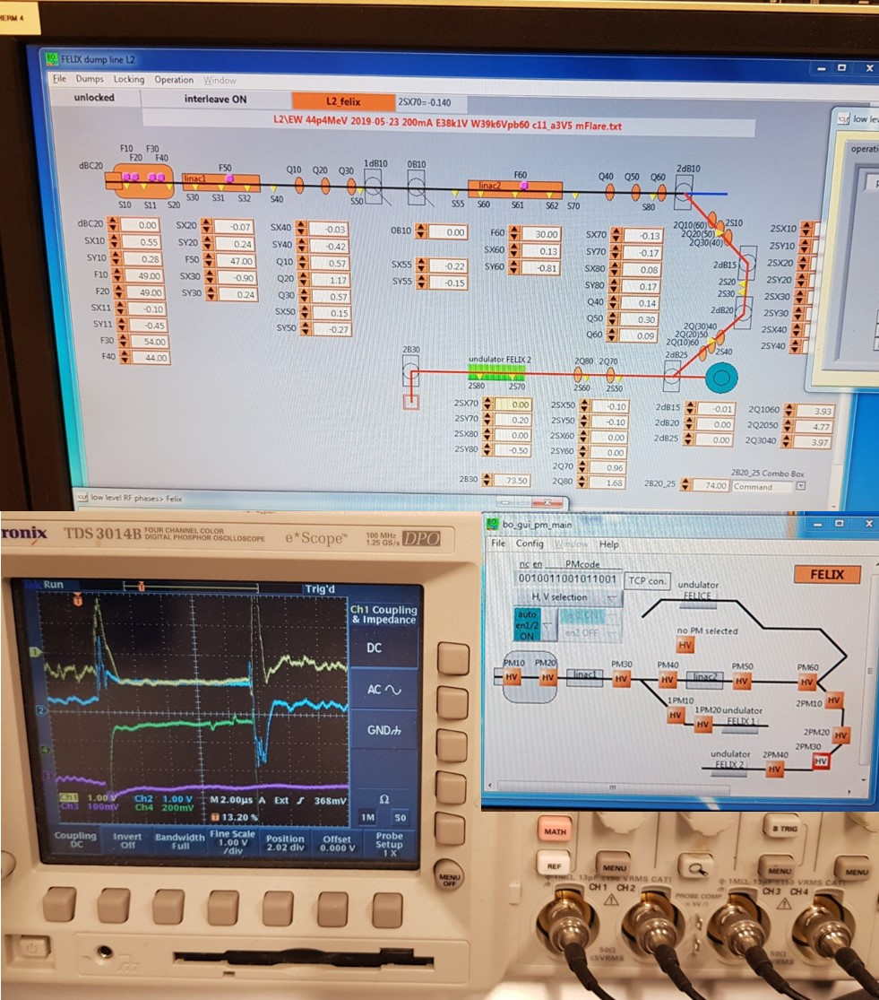 HERM 4
FELIX dump line L2
File Dumps Locking Operation Window
unlocked interleave ON L2_felix 2SX70= -0.140
L2\EW 44p4MeV 2019-05-23 200mA E38k1V W39k6Vpb60 c11_a3V5 mFlare.txt
low lev
operati
F10 F30
F20 F40
dBC20
linac1
F50
Q10 Q20 Q30
1dB10
0B10
linac2
F60
Q40 Q50 Q60
2dB10
S10 S11 S20
S30 S31 S32 S40
S50
S55 S60 S61 S62 S70
S80
2Q10(60)
2Q20(50)
2Q30(40)
2S10
2dB15
2S20
2S30
2dB20
2Q(30)40
2Q(20)50
2Q(10)60
2S40
2dB25
dBC20 0.00
SX10 0.55
SY10 0.28
F10 49.00
F20 49.00
SX11 -0.10
SY11 -0.45
F30 54.00
F40 44.00
SX20 -0.07
SY20 0.24
F50 47.00
SX30 -0.90
SY30 0.24
SX40 -0.03
SY40 -0.42
Q10 0.57
Q20 1.17
Q30 0.57
SX50 0.15
SY50 -0.27
0B10 0.00
SX55 -0.22
SY55 -0.15
F60 30.00
SX60 0.13
SY60 -0.81
SX70 -0.13
SY70 -0.17
SX80 0.08
SY80 0.17
Q40 0.14
Q50 0.30
Q60 0.09
2SX10
2SY10
2SX20
2SY20
2SX30
2SY30
2SX40
2SY40
2B30
undulator FELIX 2
2S80 2S70
2Q80 2Q70
2S60 2S50
2SX70 0.00
2SY70 0.20
2SX80 0.00
2SY80 -0.50
2B30 73.50
2SX50 -0.10
2SY50 -0.10
2SX60 0.00
2SY60 0.00
2Q70 0.96
2Q80 1.68
2dB15 -0.01
2dB20 0.00
2dB25 0.00
2Q1060 3.93
2Q2050 4.77
2Q3040 3.97
2B20_25 Combo Box
2B20_25 74.00 Command
low level RF phases> Felix
ronix TDS 3014B FOUR CHANNEL COLOR
DIGITAL PHOSPHOR OSCILLOSCOPE
e*Scope™
100 MHz
1.25 GS/s
DPO
Tek Run
Trig'd
Ch1 Coupling
& Impedance
DC
AC
GND
Ω
1M 50
Ch1 1.00 V Ch2 1.00 V M 2.00µs A Ext 368mV
Ch3 100mV Ch4 200mV
13.20 %
Coupling
DC
Invert
Off
Bandwidth
Full
Fine Scale
1.00 V
/div
Position
2.02 div
Offset
0.000 V
Probe
Setup
1 X
MENU
OFF
bo_gui_pm_main
File Config Window Help
nc en PMcode
0010011001011001 TCP con.
H, V selection
auto
en1/2
ON
en2 OFF
FELIX
undulator
FELICE
no PM selected
HV
PM10 PM20 linac1 PM30 PM40 linac2 PM50 PM60
HV HV HV HV HV HV
1PM10
HV
1PM20 undulator
HV FELIX 1
2PM10 HV
2PM20 HV
2PM30
HV
undulator
FELIX 2
2PM40
HV
MATH
REF
B TRIG
MENU
MENU
MENU
CH 1 CH 2
PROBE COMP
CH 3 CH 4